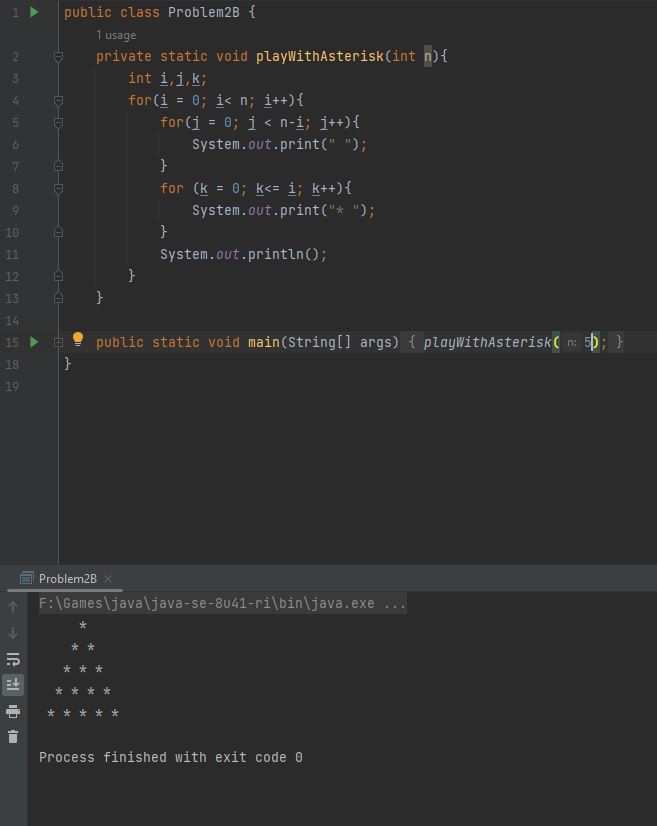 1 public class Problem2B {
1 usage
2 private static void playWithAsterisk(int n){
3 int i,j,k;
4 for(i = 0; i< n; i++){
5 for(j = 0; j < n-i; j++){
6 System.out.print(" ");
7 }
8 for (k = 0; k<= i; k++){
9 System.out.print("* ");
10 }
11 System.out.println();
12 }
13 }
14
15 public static void main(String[] args) { playWithAsterisk( n: 5); }
18 }
19
Problem2B
F:\Games\java\java-se-8u41-ri\bin\java.exe ...
*
* *
* * *
* * * *
* * * * *
Process finished with exit code 0